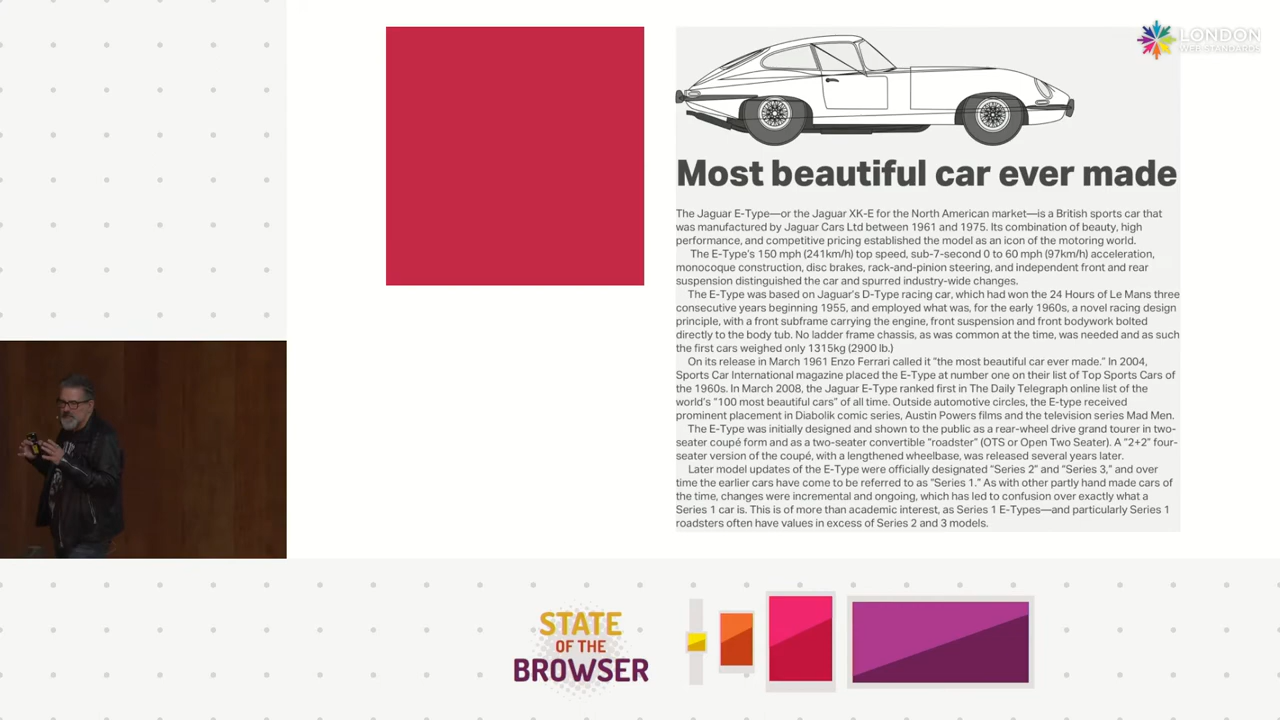 LONDON
WEB STANDARDS
Most beautiful car ever made
The Jaguar E-Type—or the Jaguar XK-E for the North American market—is a British sports car that
was manufactured by Jaguar Cars Ltd between 1961 and 1975. Its combination of beauty, high
performance, and competitive pricing established the model as an icon of the motoring world.
The E-Type’s 150 mph (241km/h) top speed, sub-7-second 0 to 60 mph (97km/h) acceleration,
monocoque construction, disc brakes, rack-and-pinion steering, and independent front and rear
suspension distinguished the car and spurred industry-wide changes.
The E-Type was based on Jaguar’s D-Type racing car, which had won the 24 Hours of Le Mans three
consecutive years beginning 1955, and employed what was, for the early 1960s, a novel racing design
principle, with a front subframe carrying the engine, front suspension and front bodywork bolted
directly to the body tub. No ladder frame chassis, as was common at the time, was needed and as such
the first cars weighed only 1315kg (2900 lb.)
On its release in March 1961 Enzo Ferrari called it “the most beautiful car ever made.” In 2004,
Sports Car International magazine placed the E-Type at number one on their list of Top Sports Cars of
the 1960s. In March 2008, the Jaguar E-Type ranked first in The Daily Telegraph online list of the
world’s “100 most beautiful cars” of all time. Outside automotive circles, the E-type received
prominent placement in Diabolik comic series, Austin Powers films and the television series Mad Men.
The E-Type was initially designed and shown to the public as a rear-wheel drive grand tourer in two-
seater coupé form and as a two-seater convertible “roadster” (OTS or Open Two Seater). A “2+2” four-
seater version of the coupé, with a lengthened wheelbase, was released several years later.
Later model updates of the E-Type were officially designated “Series 2” and “Series 3,” and over
time the earlier cars have come to be referred to as “Series 1.” As with other partly hand made cars of
the time, changes were incremental and ongoing, which has led to confusion over exactly what a
Series 1 car is. This is of more than academic interest, as Series 1 E-Types—and particularly Series 1
roadsters often have values in excess of Series 2 and 3 models.
STATE
OF THE
BROWSER